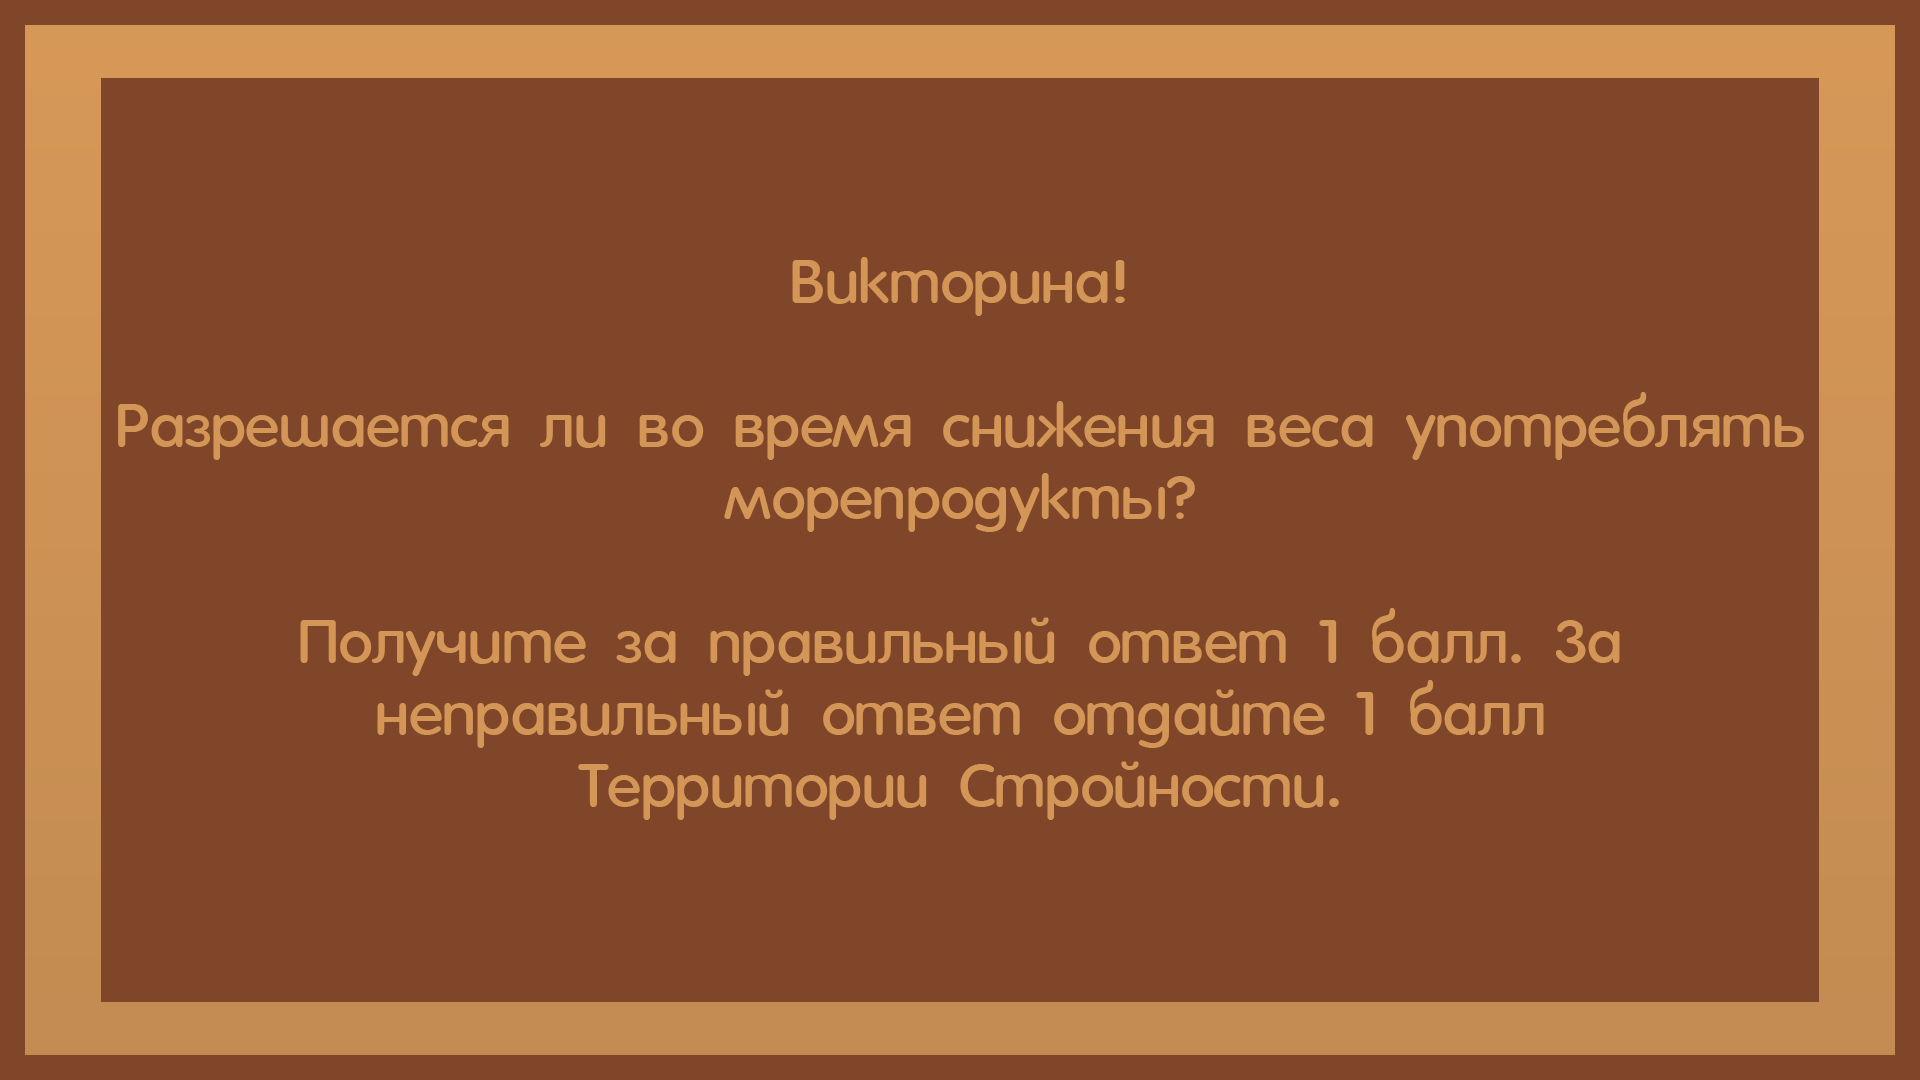 Викторина!
Разрешается ли во время снижения веса употреблять
морепродукты?
Получите за правильный ответ 1 балл. За
неправильный ответ отдайте 1 балл
Территории Стройности.